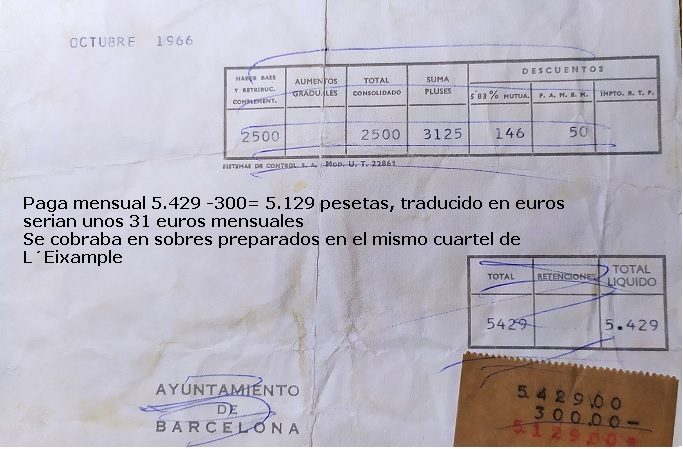 OCTUBRE 1966
HABER BASE Y RETRIBUC. COMPLEMENT.
AUMENTOS GRADUALES
TOTAL CONSOLIDADO
SUMA PLUSES
DESCUENTOS
5'83 % MUTUA.
P. A. M. E. M.
IMPTO. R. T. P.
2500 2500 3125 146 50
SISTEMAS DE CONTROL, S. A. - MOD. U. T. 22861
Paga mensual 5.429 -300= 5.129 pesetas, traducido en euros
serian unos 31 euros mensuales
Se cobraba en sobres preparados en el mismo cuartel de
L´Eixample
TOTAL RETENCIONES TOTAL LIQUIDO
5429 5.429
AYUNTAMIENTO
DE
BARCELONA
5.429,00
300,00-
5.129,00*